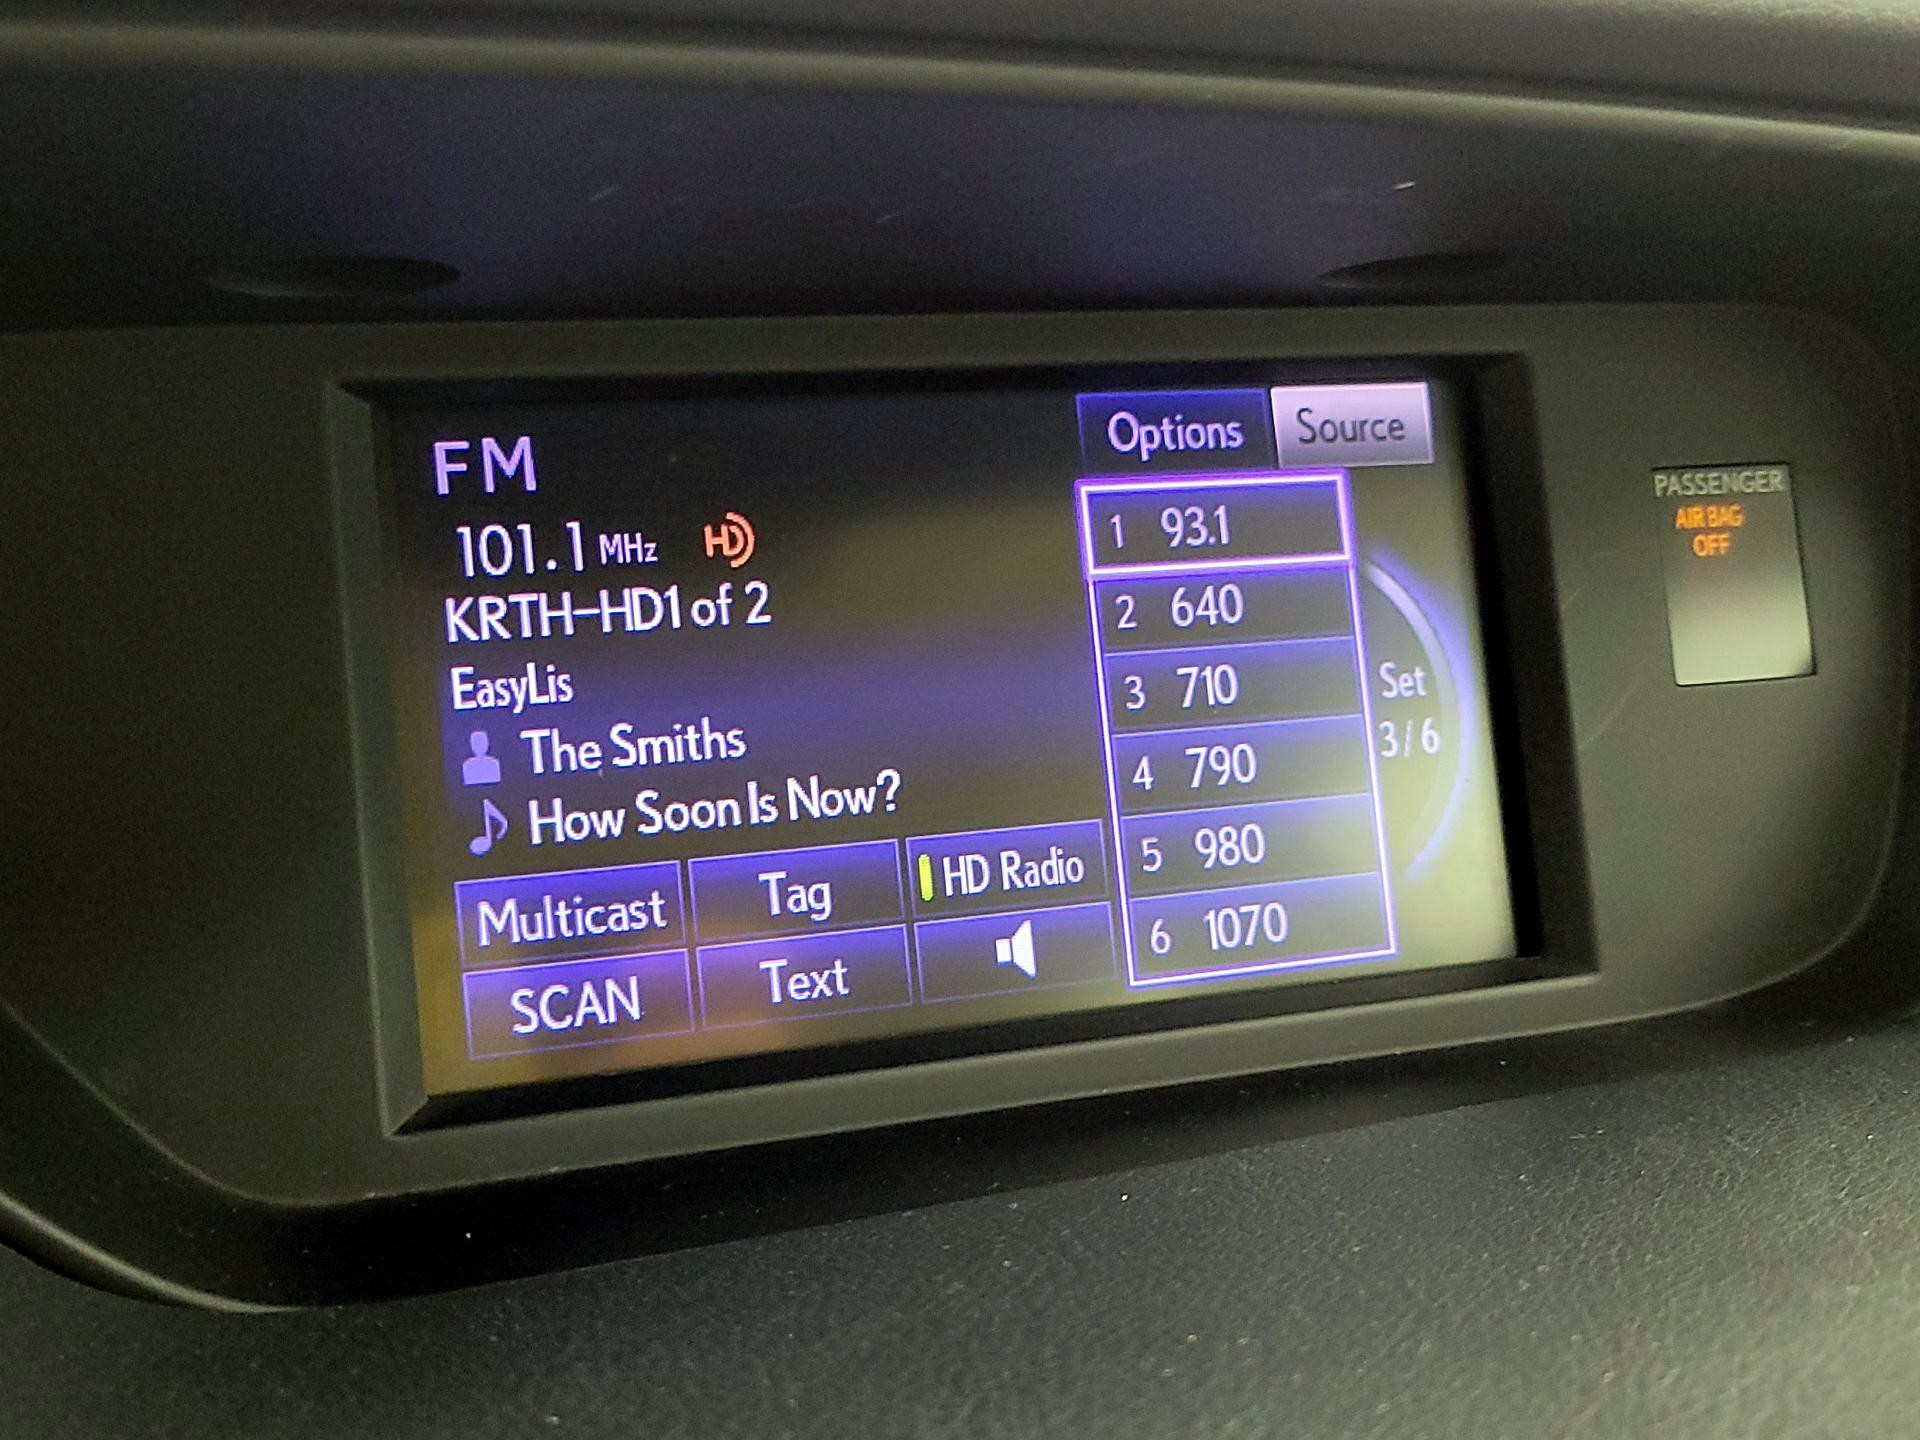 FM
101.1 MHz HD
KRTH-HD1 of 2
EasyLis
The Smiths
How Soon Is Now?
Multicast Tag HD Radio
SCAN Text
Options Source
1 93.1
2 640
3 710
4 790
5 980
6 1070
Set
3/6
PASSENGER
AIR BAG
OFF